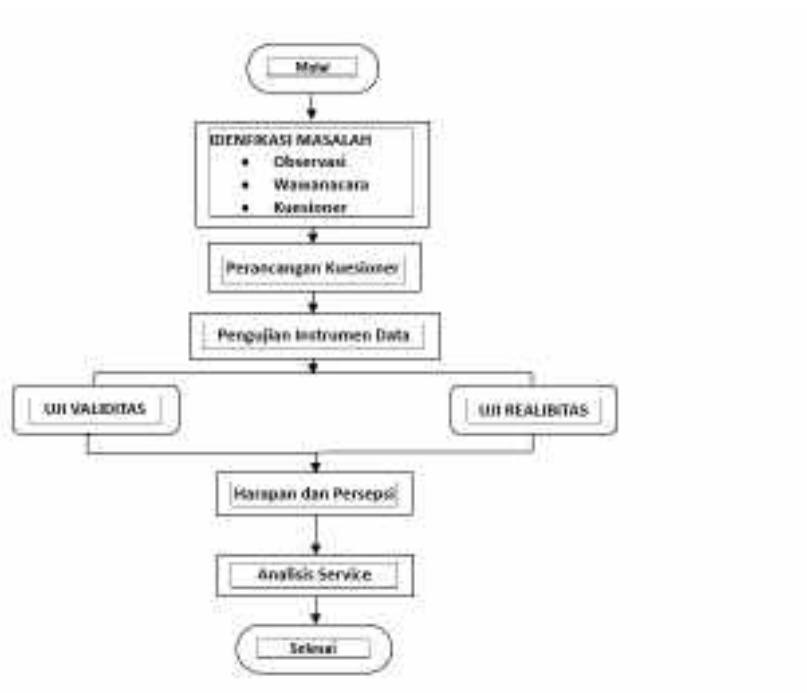 Mulai
IDENFIKASI MASALAH
• Observasi
• Wawanacara
• Kuesioner
Perancangan Kuesioner
Pengujian Instrumen Data
UJI VALIDITAS
UJI REALIBITAS
Harapan dan Persepsi
Analisis Service
Selesai